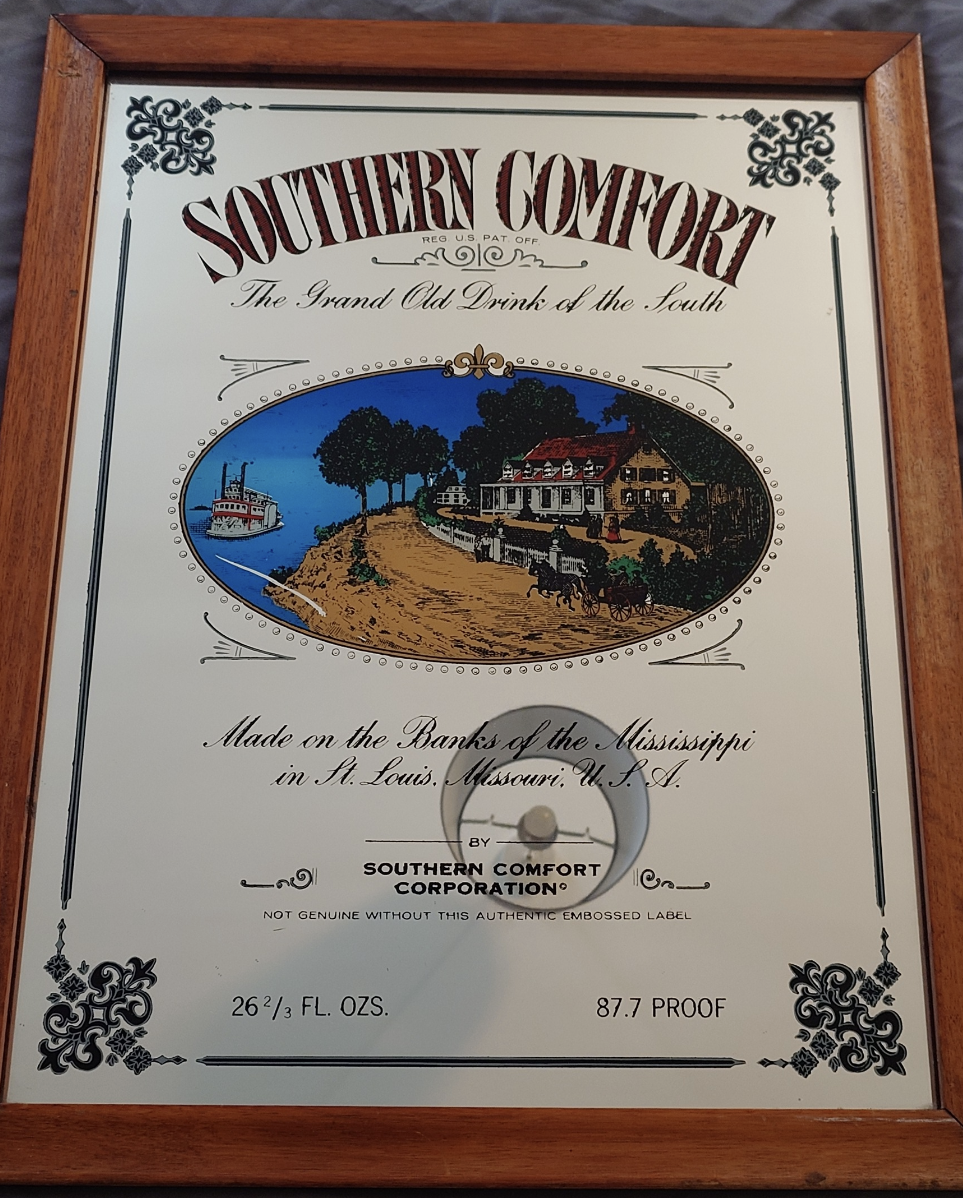 SOUTHERN COMFORT
REG. U.S. PAT. OFF.
The Grand Old Drink of the South
Made on the Banks of the Mississippi
in St. Louis, Missouri, U.S.A.
BY
SOUTHERN COMFORT
CORPORATION©
NOT GENUINE WITHOUT THIS AUTHENTIC EMBOSSED LABEL
26 2/3 FL. OZS.
87.7 PROOF